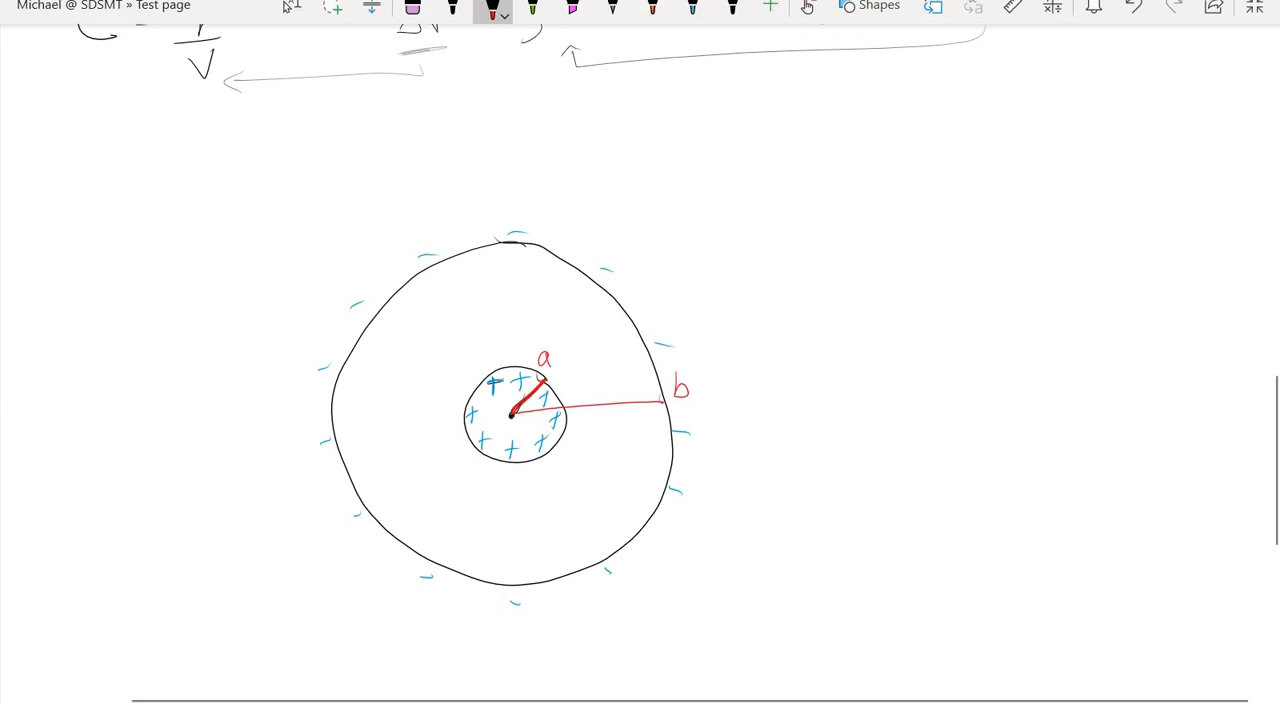 Michael @ SDSMT » Test page
Shapes
V
a
b
+ +
+
+ +
+ + +